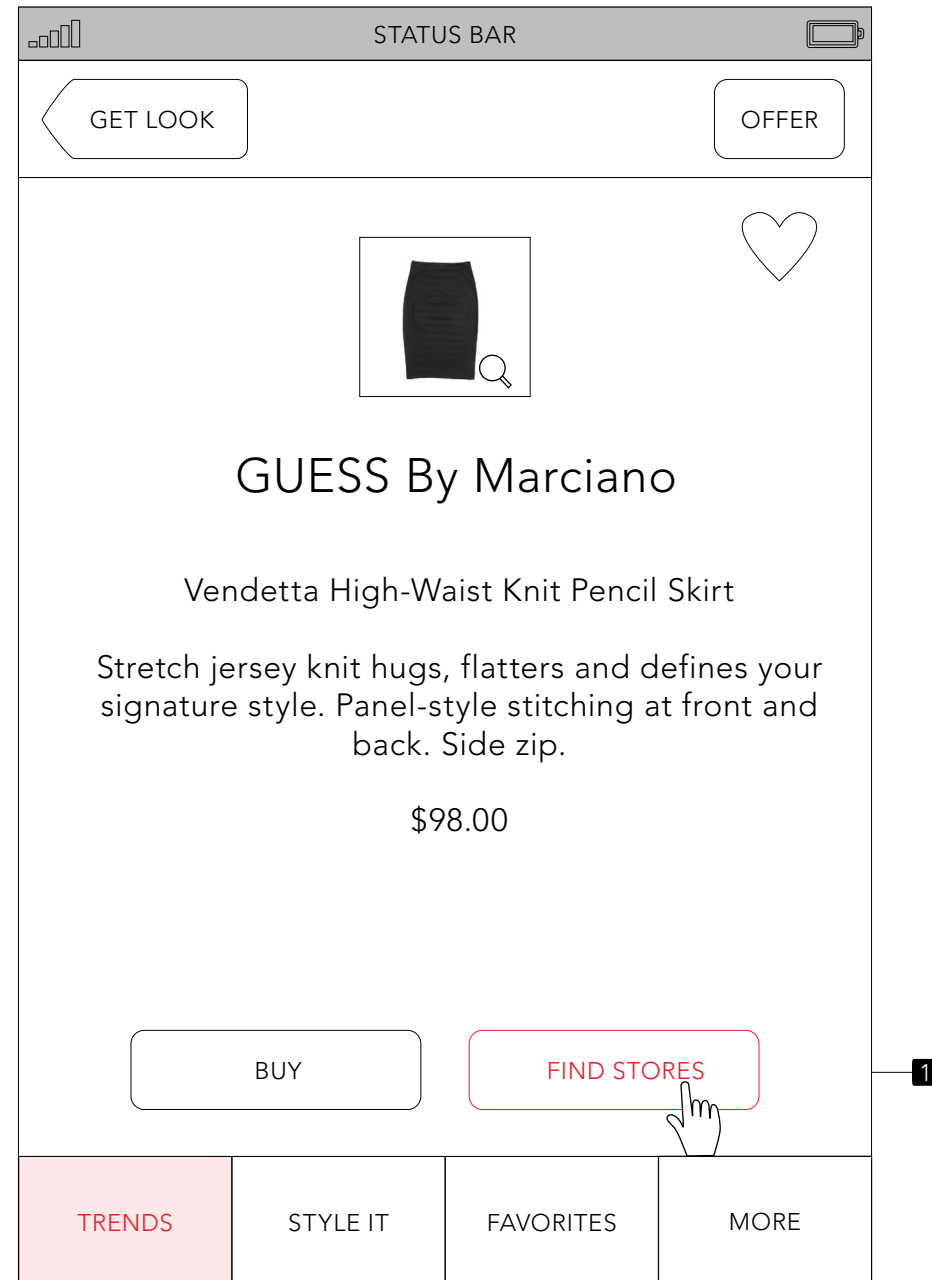 STATUS BAR
GET LOOK
OFFER
GUESS By Marciano
Vendetta High-Waist Knit Pencil Skirt
Stretch jersey knit hugs, flatters and defines your
signature style. Panel-style stitching at front and
back. Side zip.
$98.00
BUY
FIND STORES
1
TRENDS
STYLE IT
FAVORITES
MORE